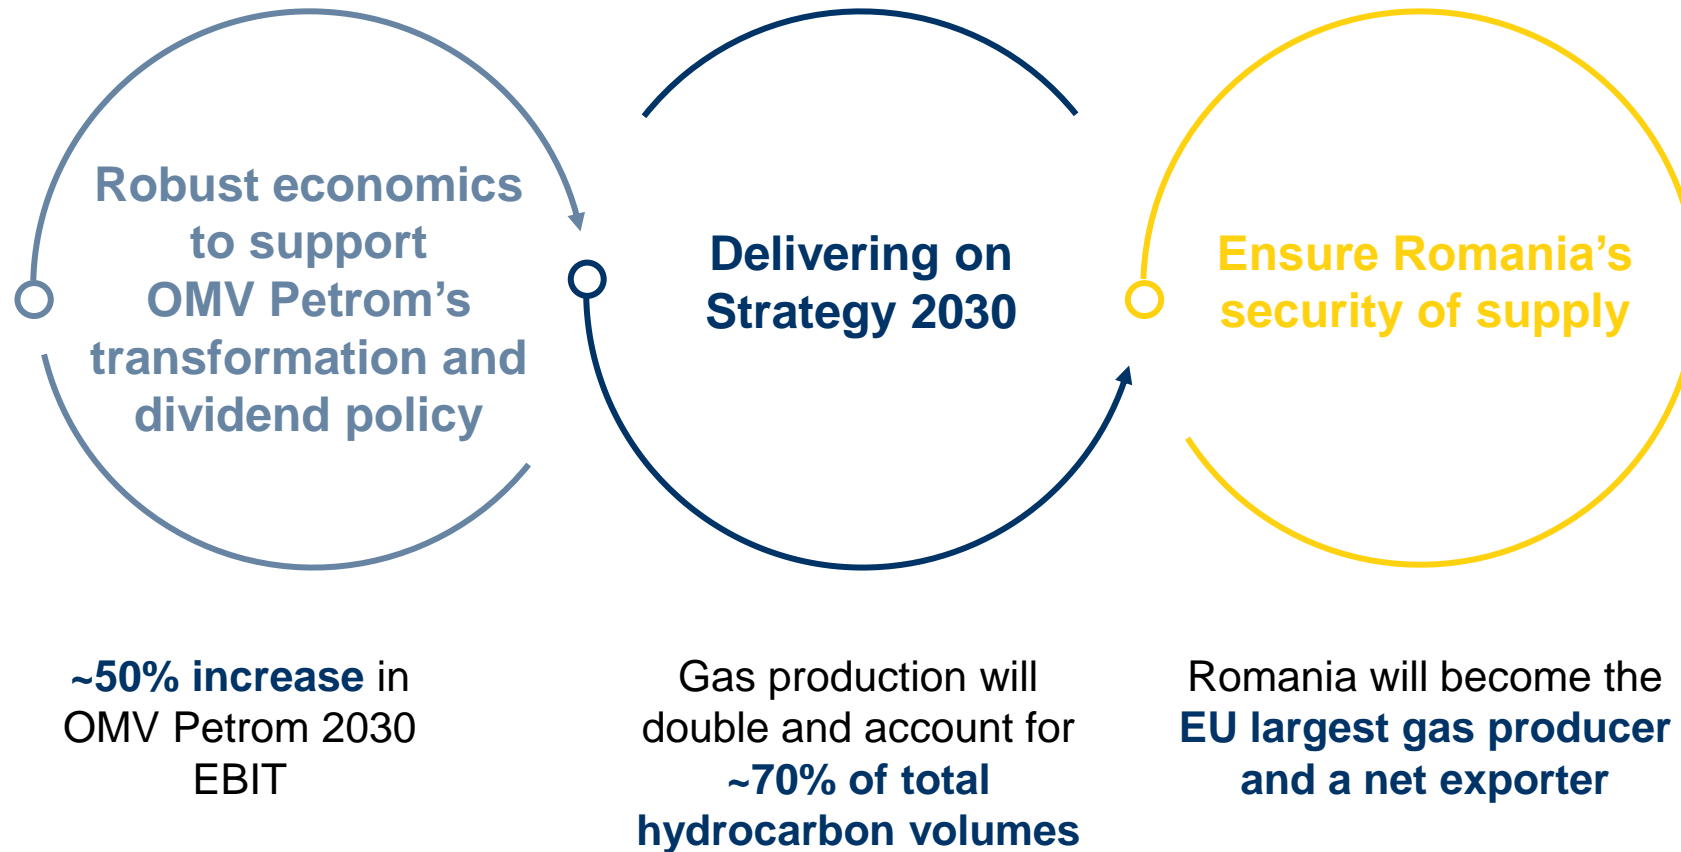 Robust economics
to support
OMV Petrom’s
transformation and
dividend policy
Delivering on
Strategy 2030
Ensure Romania’s
security of supply
~50% increase in
OMV Petrom 2030
EBIT
Gas production will
double and account for
~70% of total
hydrocarbon volumes
Romania will become the
EU largest gas producer
and a net exporter